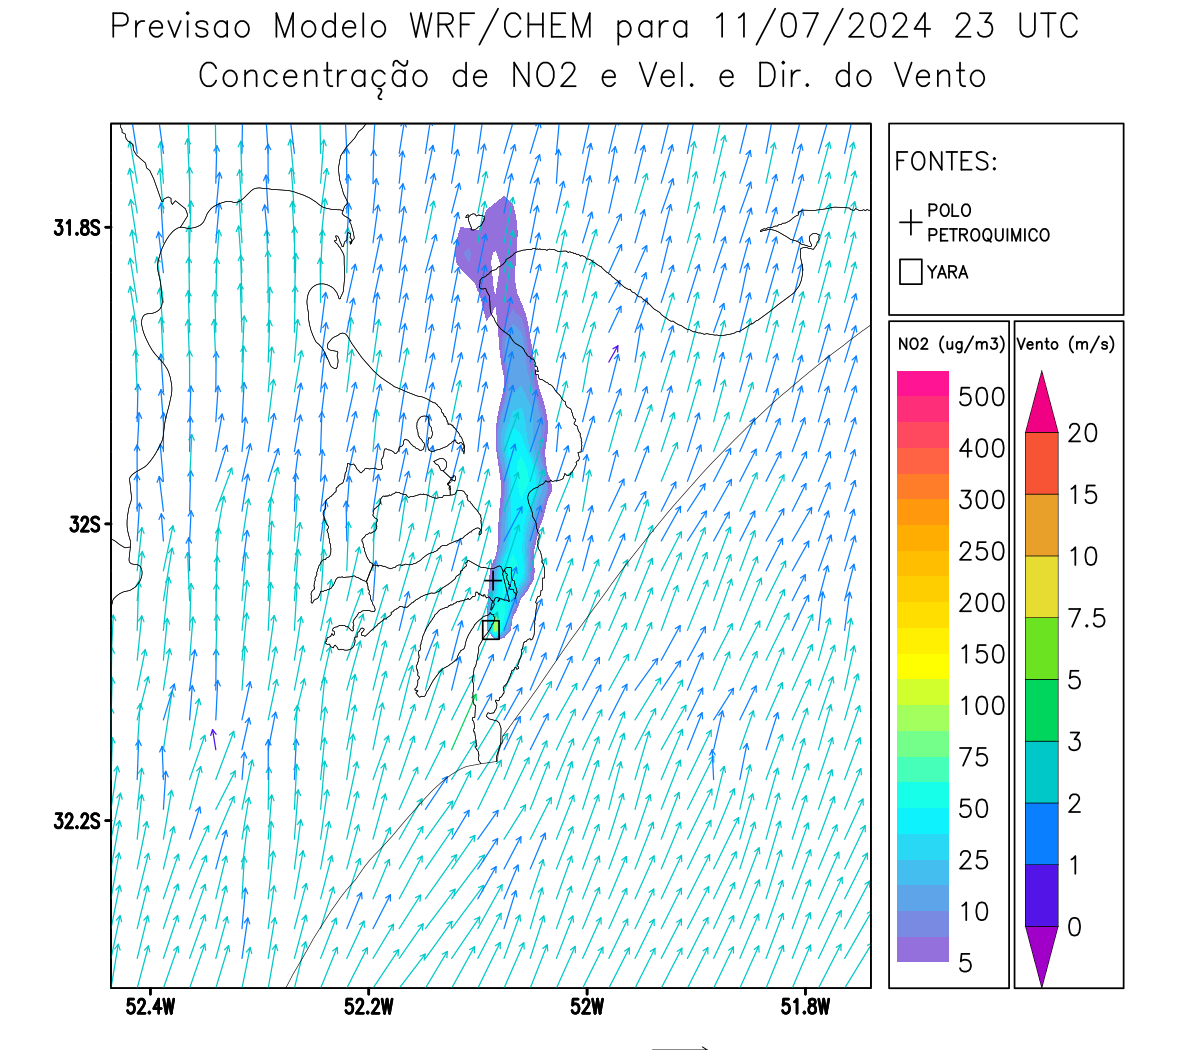 Previsao Modelo WRF/CHEM para 11/07/2024 23 UTC
Concentração de NO2 e Vel. e Dir. do Vento
FONTES:
POLO
PETROQUIMICO
YARA
NO2 (ug/m3)
500
400
300
250
200
150
100
75
50
25
10
5
Vento (m/s)
20
15
10
7.5
5
3
2
1
0
31.8S
32S
32.2S
52.4W 52.2W 52W 51.8W